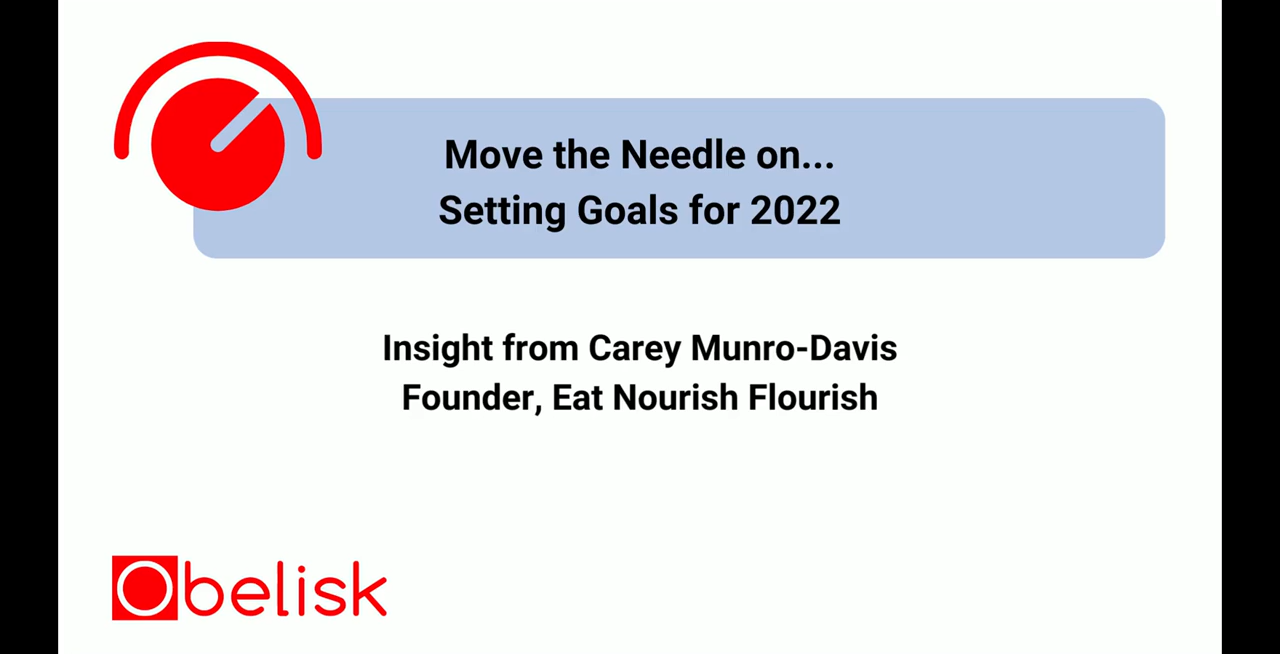 Move the Needle on...
Setting Goals for 2022
Insight from Carey Munro-Davis
Founder, Eat Nourish Flourish
Obelisk